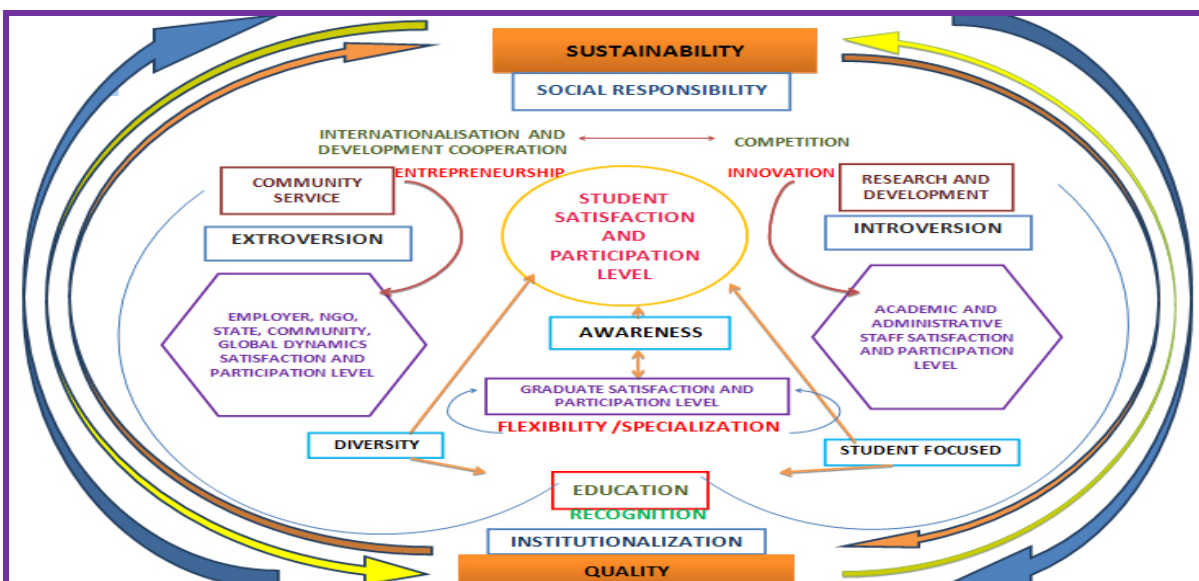 SUSTAINABILITY
SOCIAL RESPONSIBILITY
INTERNATIONALISATION AND
DEVELOPMENT COOPERATION
COMPETITION
ENTREPRENEURSHIP
INNOVATION
COMMUNITY
SERVICE
EXTROVERSION
STUDENT
SATISFACTION
AND
PARTICIPATION
LEVEL
RESEARCH AND
DEVELOPMENT
INTROVERSION
EMPLOYER, NGO,
STATE, COMMUNITY,
GLOBAL DYNAMICS
SATISFACTION AND
PARTICIPATION LEVEL
AWARENESS
ACADEMIC AND
ADMINISTRATIVE
STAFF SATISFACTION
AND PARTICIPATION
LEVEL
GRADUATE SATISFACTION AND
PARTICIPATION LEVEL
FLEXIBILITY /SPECIALIZATION
DIVERSITY
STUDENT FOCUSED
EDUCATION
RECOGNITION
INSTITUTIONALIZATION
QUALITY